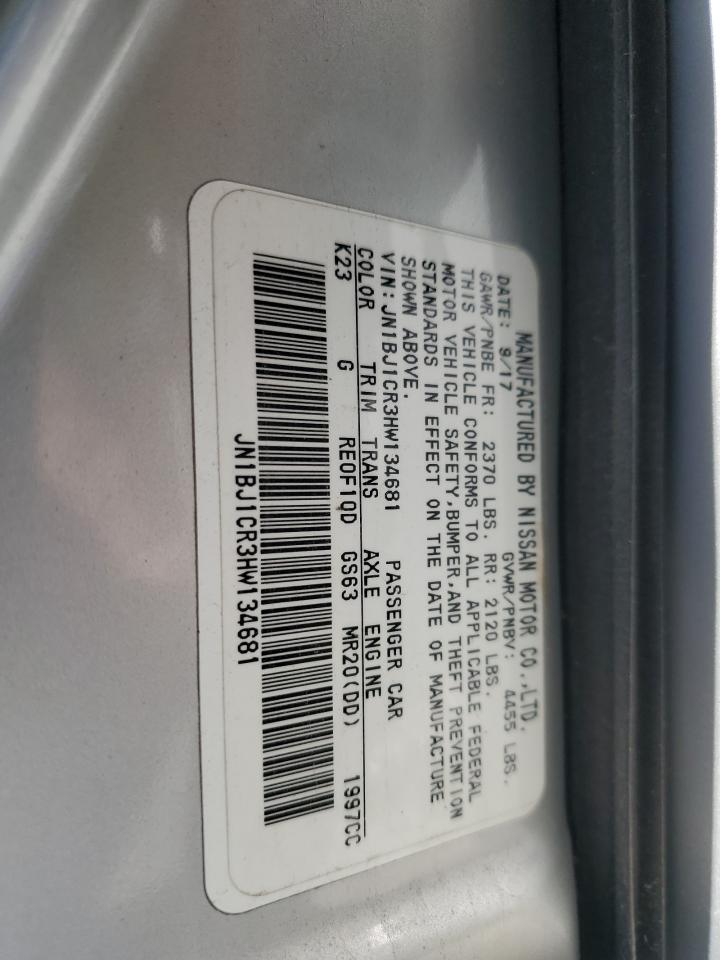 MANUFACTURED BY NISSAN MOTOR CO.,LTD.
DATE: 9/17 GVWR/PNBV: 4455 LBS.
GAWR/PNBE FR: 2370 LBS. RR: 2120 LBS.
THIS VEHICLE CONFORMS TO ALL APPLICABLE FEDERAL
MOTOR VEHICLE SAFETY,BUMPER,AND THEFT PREVENTION
STANDARDS IN EFFECT ON THE DATE OF MANUFACTURE
SHOWN ABOVE.
VIN:JN1BJ1CR3HW134681 PASSENGER CAR
COLOR TRIM TRANS AXLE ENGINE
K23 G RE0F10D GS63 MR20(DD) 1997CC
JN1BJ1CR3HW134681